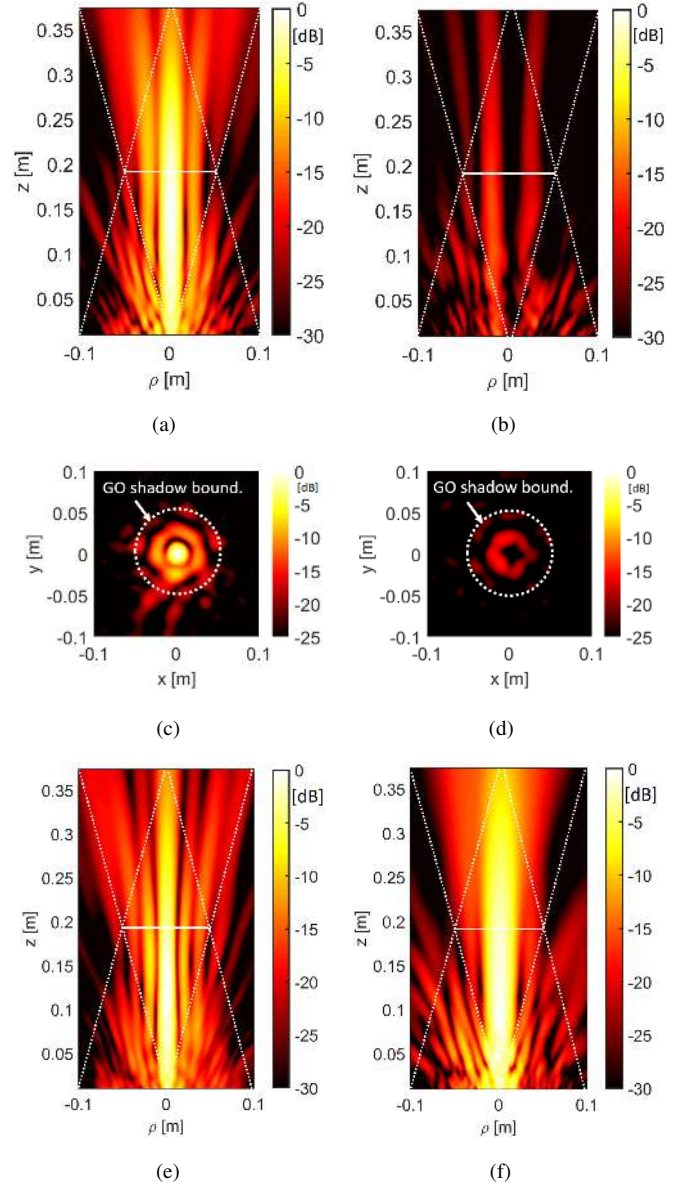 0
[dB]
0.35
-5
0.3
0.25
-10
z [m]
0.2
-15
0.15
-20
0.1
-25
0.05
-30
-0.1 0 0.1
ρ [m]
(a)
0
[dB]
0.35
-5
0.3
0.25
-10
z [m]
0.2
-15
0.15
-20
0.1
-25
0.05
-30
-0.1 0 0.1
ρ [m]
(b)
0.1
GO shadow bound.
0
[dB]
0.05
-5
y [m]
0
-10
-15
-0.05
-20
-0.1
-25
-0.1 0 0.1
x [m]
(c)
0.1
GO shadow bound.
0
[dB]
0.05
-5
y [m]
0
-10
-15
-0.05
-20
-0.1
-25
-0.1 0 0.1
x [m]
(d)
0
[dB]
0.35
-5
0.3
0.25
-10
z [m]
0.2
-15
0.15
-20
0.1
-25
0.05
-30
-0.1 0 0.1
ρ [m]
(e)
0
[dB]
0.35
-5
0.3
0.25
-10
z [m]
0.2
-15
0.15
-20
0.1
-25
0.05
-30
-0.1 0 0.1
ρ [m]
(f)